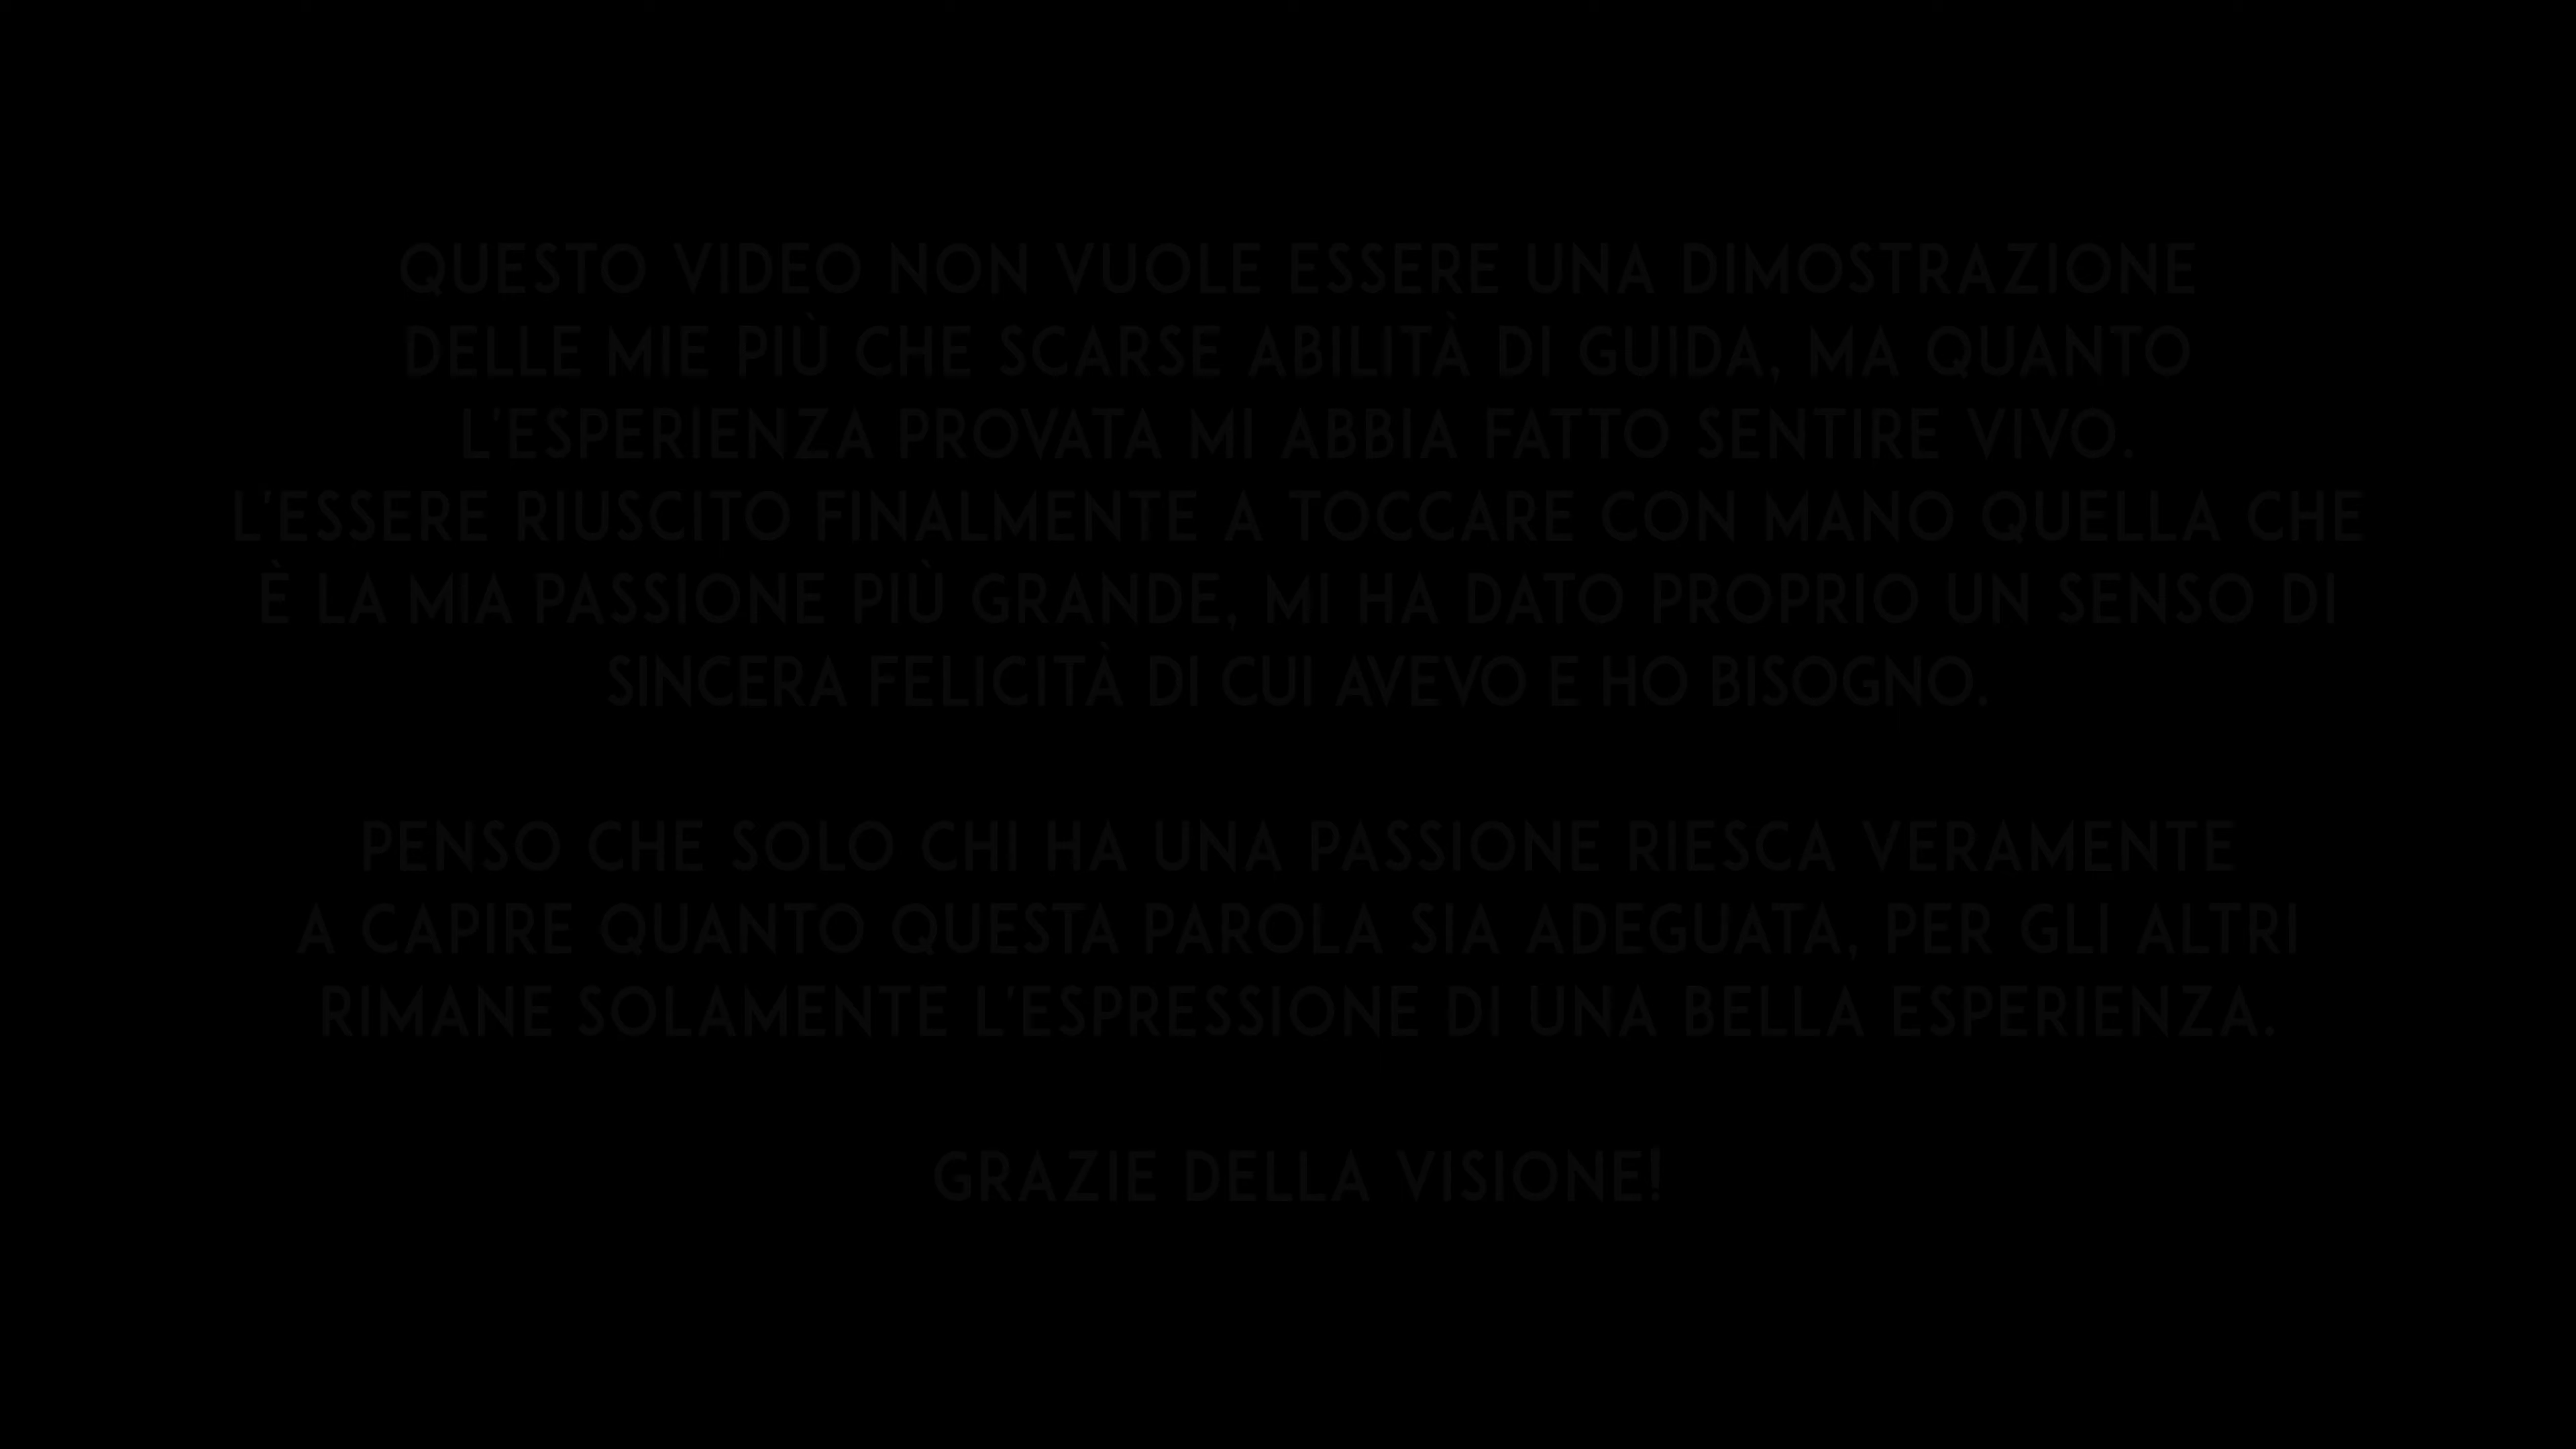 QUESTO VIDEO NON VUOLE ESSERE UNA DIMOSTRAZIONE
DELLE MIE PIÙ CHE SCARSE ABILITÀ DI GUIDA, MA QUANTO
L'ESPERIENZA PROVATA MI ABBIA FATTO SENTIRE VIVO.
L'ESSERE RIUSCITO FINALMENTE A TOCCARE CON MANO QUELLA CHE
È LA MIA PASSIONE PIÙ GRANDE, MI HA DATO PROPRIO UN SENSO DI
SINCERA FELICITÀ DI CUI AVEVO E HO BISOGNO.
PENSO CHE SOLO CHI HA UNA PASSIONE RIESCA VERAMENTE
A CAPIRE QUANTO QUESTA PAROLA SIA ADEGUATA, PER GLI ALTRI
RIMANE SOLAMENTE L'ESPRESSIONE DI UNA BELLA ESPERIENZA.
GRAZIE DELLA VISIONE!